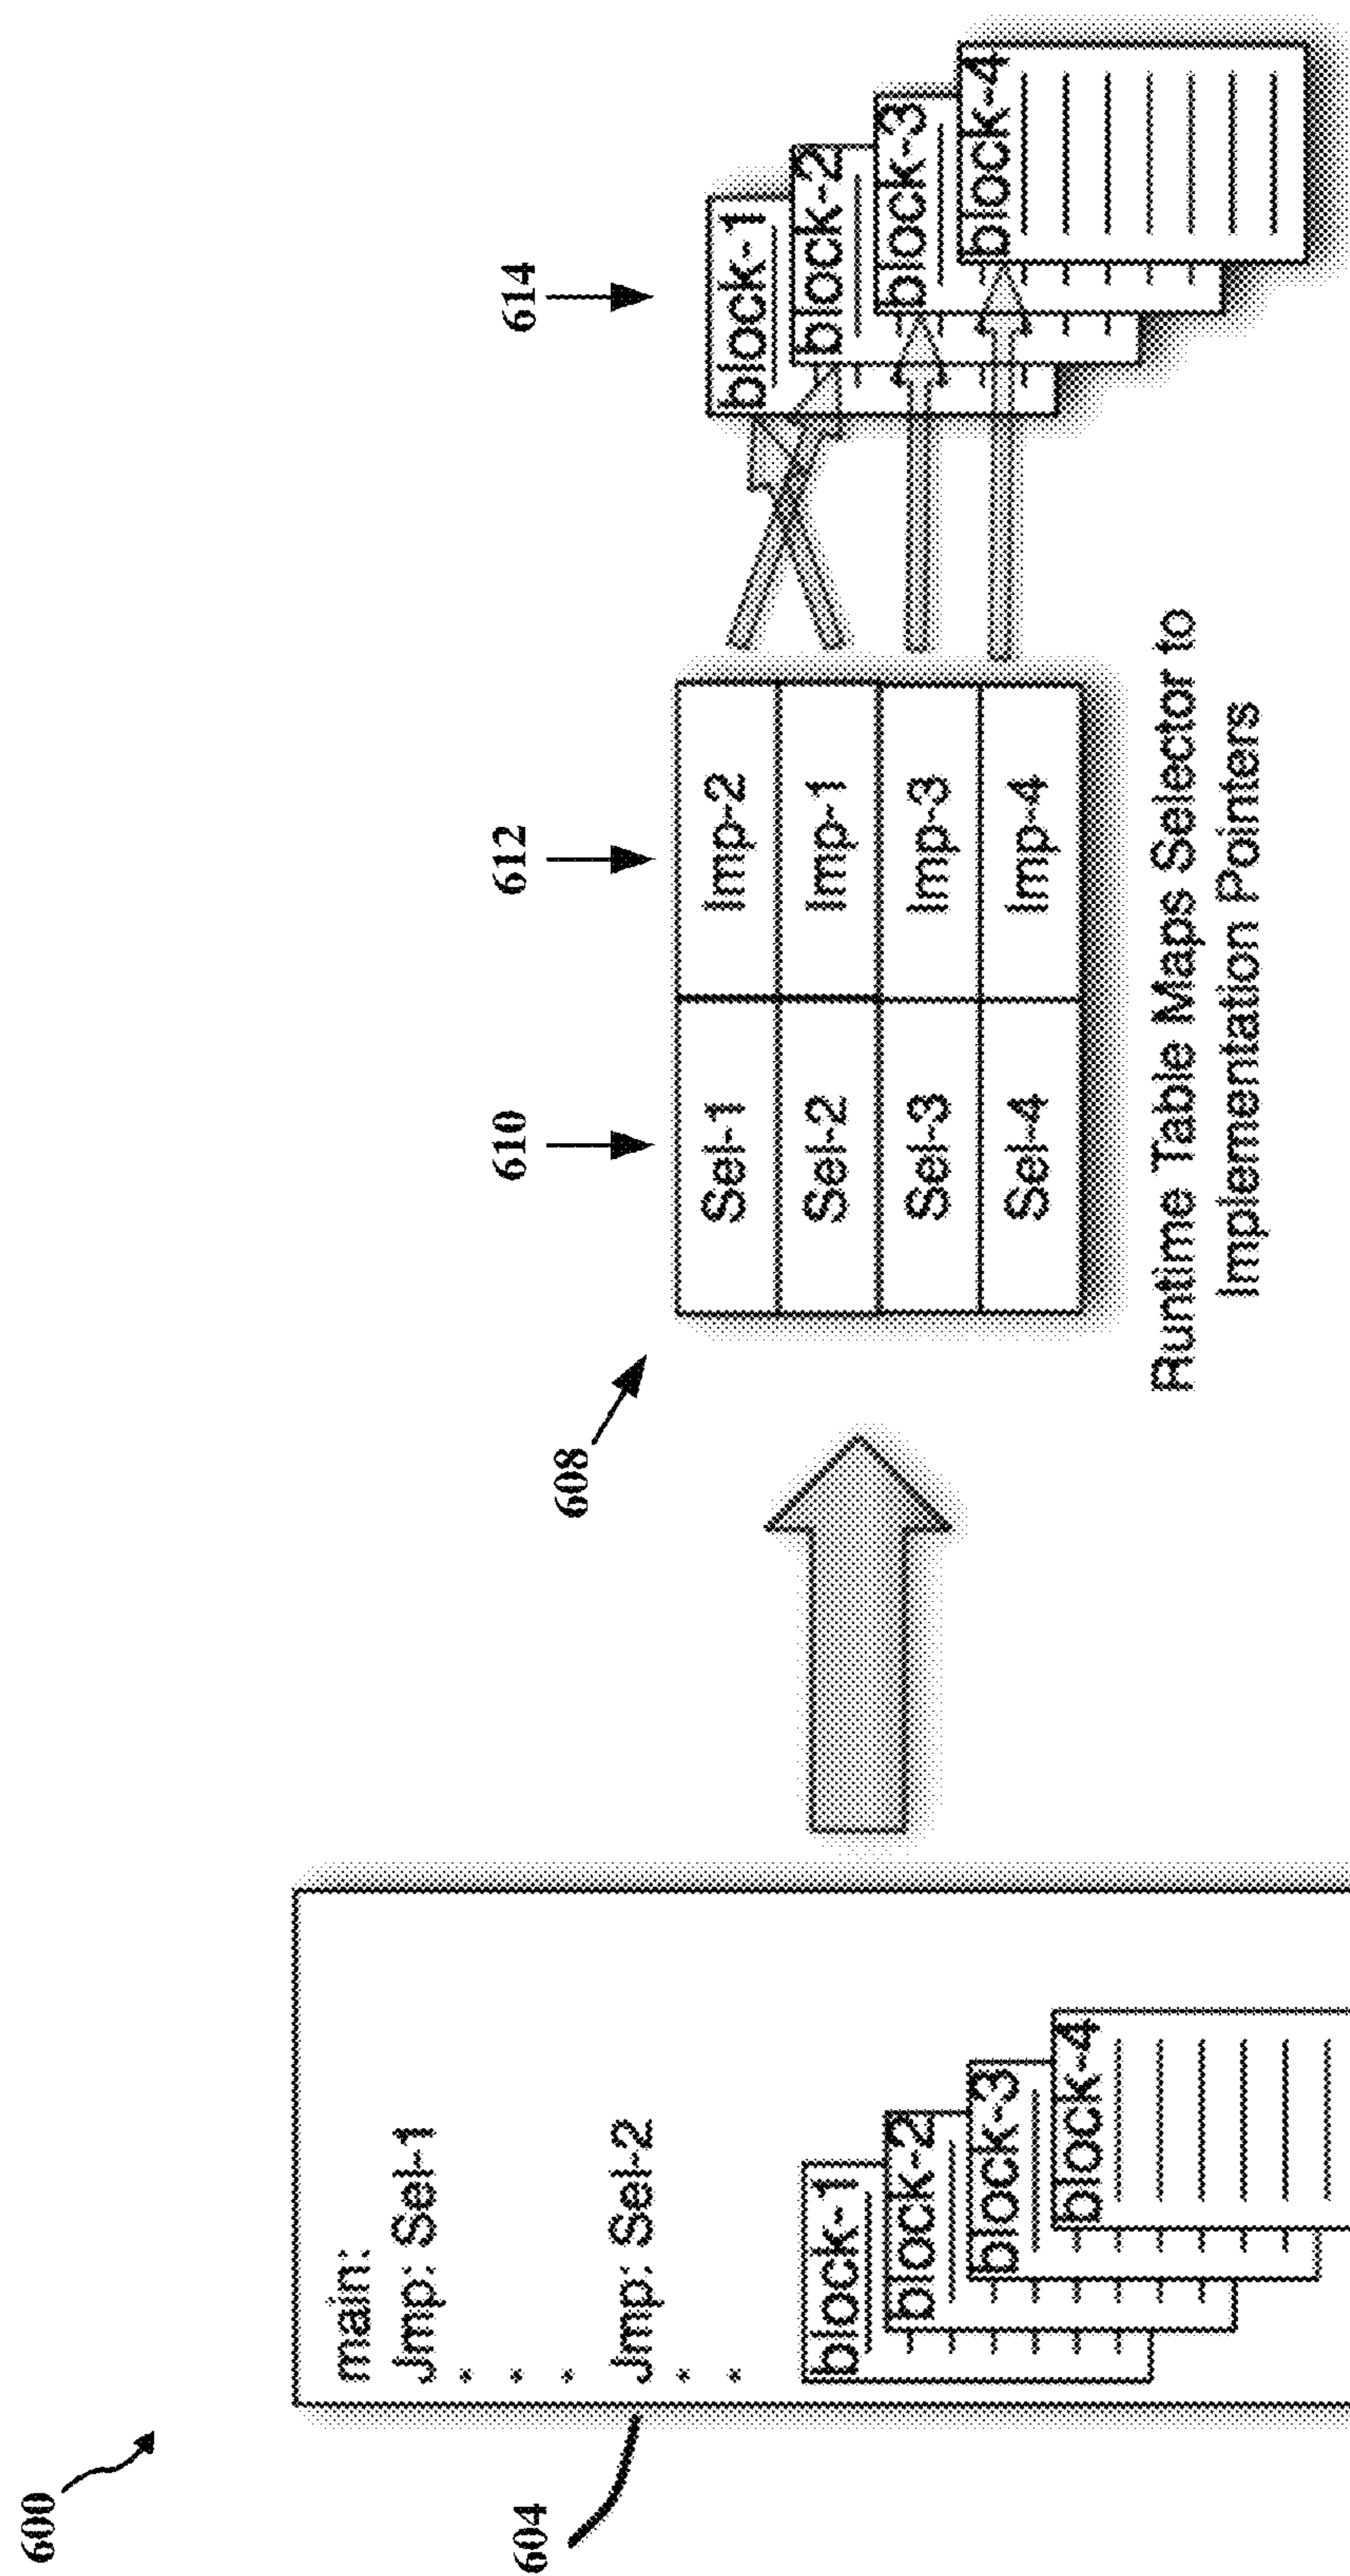 600
604
main:
Jmp: Sel-1
.
.
.
Jmp: Sel-2
.
.
block-1
block-2
block-3
block-4
608
610
612
Sel-1 Imp-2
Sel-2 Imp-1
Sel-3 Imp-3
Sel-4 Imp-4
Runtime Table Maps Selector to
Implementation Pointers
614
block-1
block-2
block-3
block-4